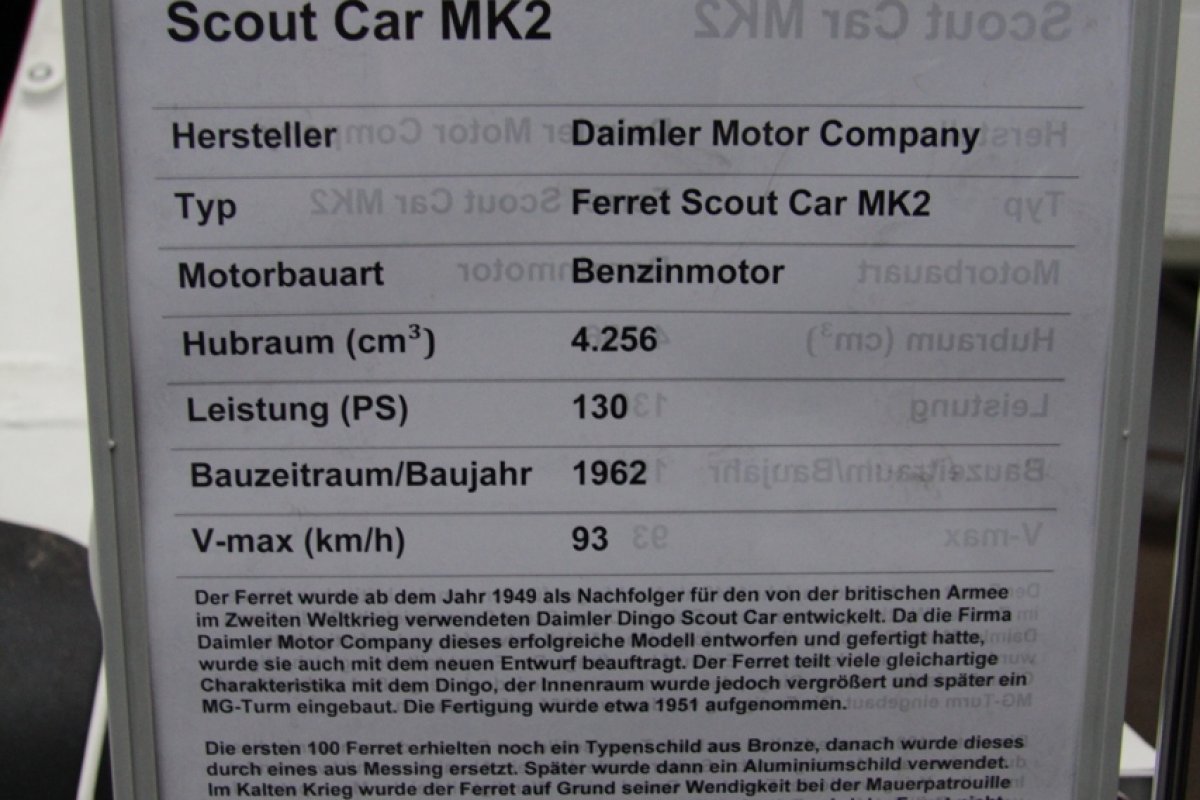 Scout Car MK2
Hersteller Daimler Motor Company
Typ Ferret Scout Car MK2
Motorbauart Benzinmotor
Hubraum (cm³) 4.256
Leistung (PS) 130
Bauzeitraum/Baujahr 1962
V-max (km/h) 93
Der Ferret wurde ab dem Jahr 1949 als Nachfolger für den von der britischen Armee
im Zweiten Weltkrieg verwendeten Daimler Dingo Scout Car entwickelt. Da die Firma
Daimler Motor Company dieses erfolgreiche Modell entworfen und gefertigt hatte,
wurde sie auch mit dem neuen Entwurf beauftragt. Der Ferret teilt viele gleichartige
Charakteristika mit dem Dingo, der Innenraum wurde jedoch vergrößert und später ein
MG-Turm eingebaut. Die Fertigung wurde etwa 1951 aufgenommen.
Die ersten 100 Ferret erhielten noch ein Typenschild aus Bronze, danach wurde dieses
durch eines aus Messing ersetzt. Später wurde dann ein Aluminiumschild verwendet.
Im Kalten Krieg wurde der Ferret auf Grund seiner Wendigkeit bei der Mauerpatrouille